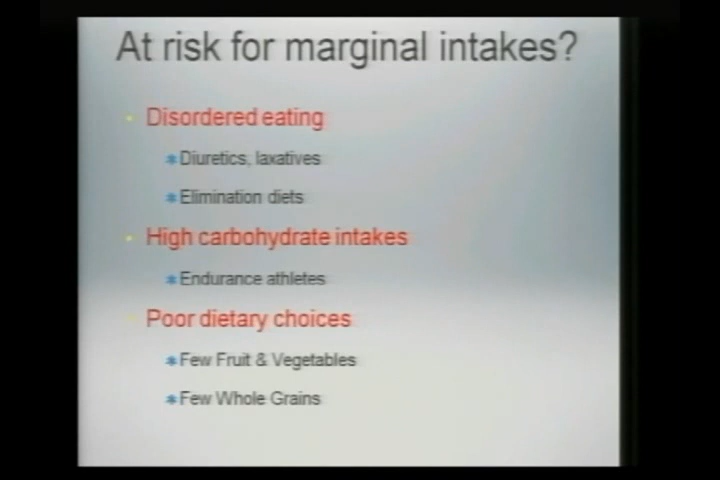 At risk for marginal intakes?
• Disordered eating
* Diuretics, laxatives
* Elimination diets
• High carbohydrate intakes
* Endurance athletes
• Poor dietary choices
* Few Fruit & Vegetables
* Few Whole Grains